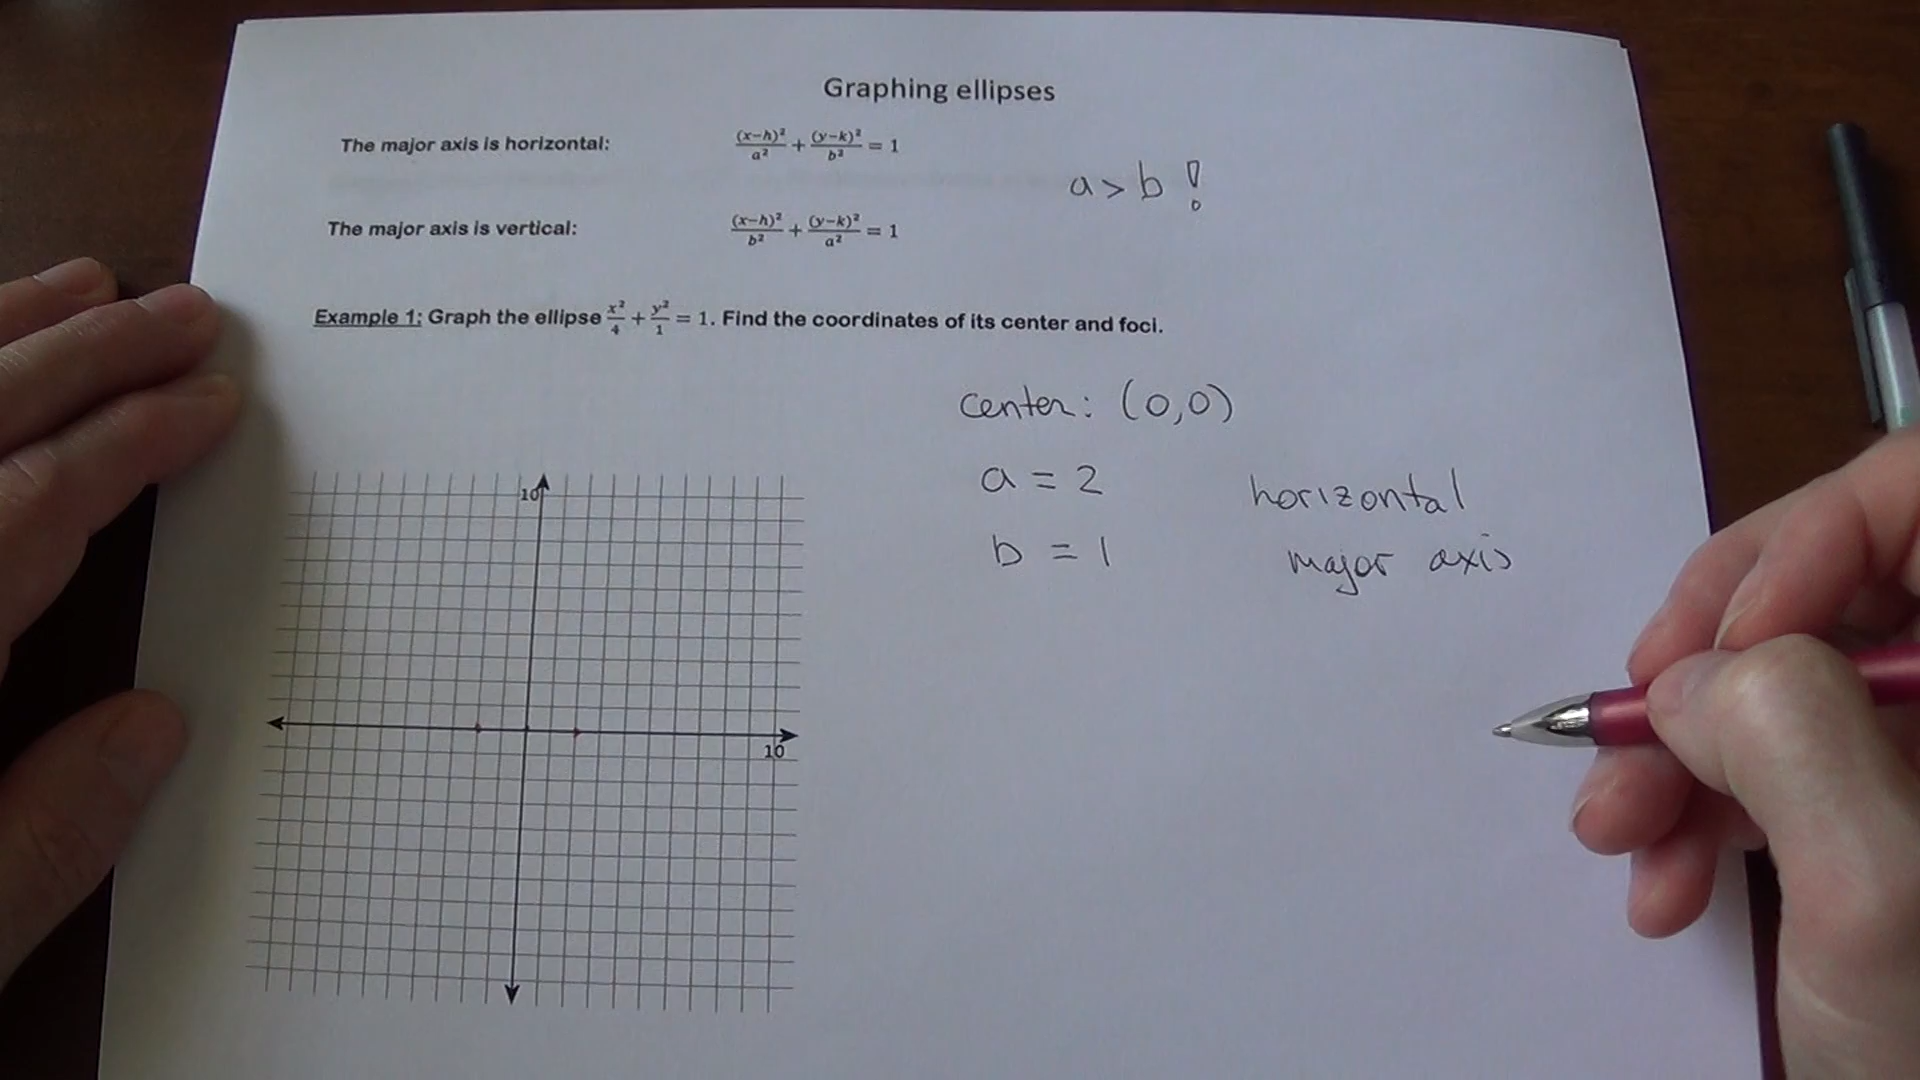 Graphing ellipses
The major axis is horizontal: (x−h)²/a² + (y−k)²/b² = 1
a > b !
The major axis is vertical: (x−h)²/b² + (y−k)²/a² = 1
Example 1: Graph the ellipse x²/4 + y²/1 = 1. Find the coordinates of its center and foci.
center: (0,0)
a = 2
horizontal
b = 1
major axis
10
10